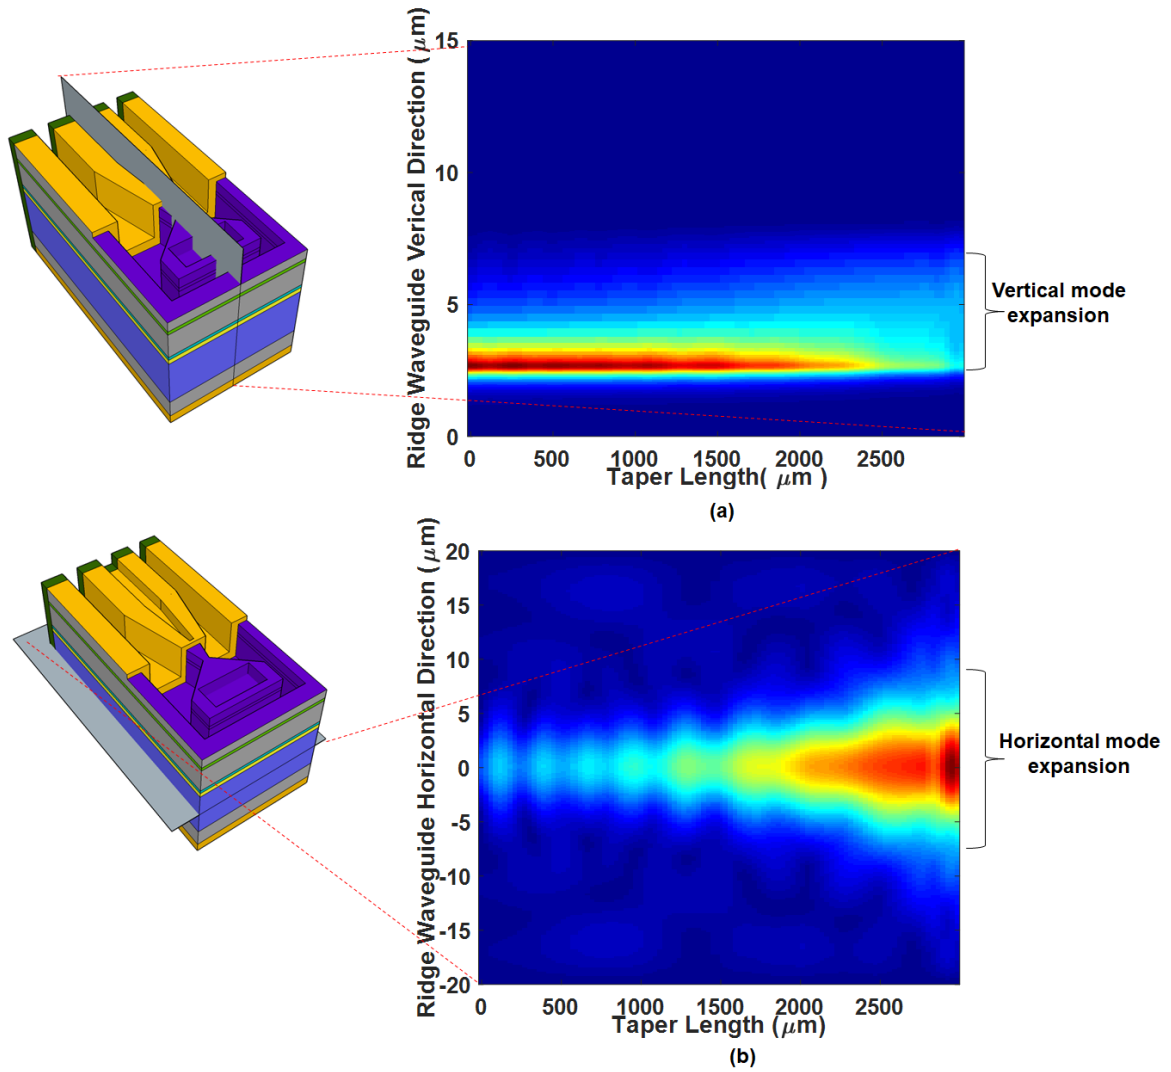 Ridge Waveguide Vertical Direction (μm)
15
10
5
0
0 500 1000 1500 2000 2500
Taper Length( μm )
Vertical mode
expansion
(a)
Ridge Waveguide Horizontal Direction (μm)
20
15
10
5
0
-5
-10
-15
-20
0 500 1000 1500 2000 2500
Taper Length (μm)
Horizontal mode
expansion
(b)